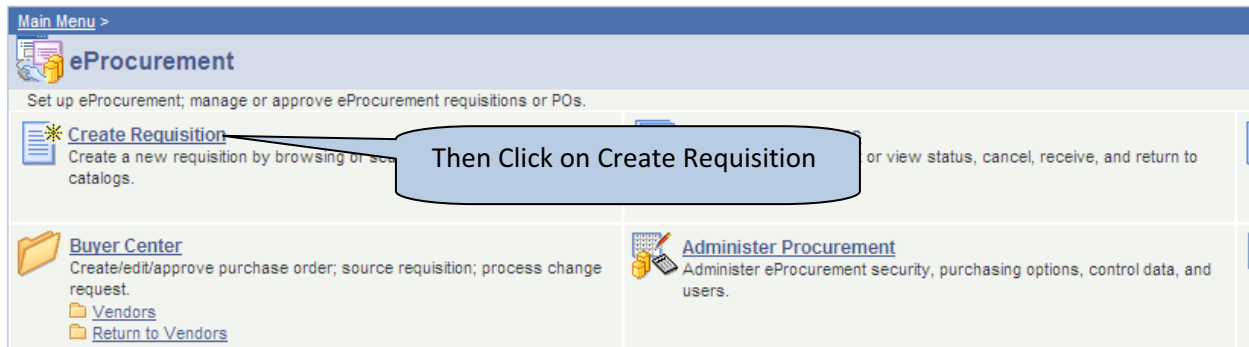 Main Menu >
eProcurement
Set up eProcurement; manage or approve eProcurement requisitions or POs.
Create Requisition
Create a new requisition by browsing or
catalogs.
Then Click on Create Requisition
or view status, cancel, receive, and return to
Buyer Center
Create/edit/approve purchase order; source requisition; process change
request.
Vendors
Return to Vendors
Administer Procurement
Administer eProcurement security, purchasing options, control data, and
users.